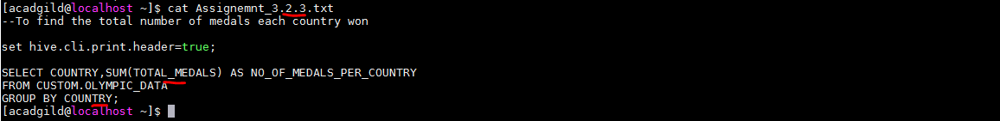 [acadgild@localhost ~]$ cat Assignemnt_3.2.3.txt
--To find the total number of medals each country won
set hive.cli.print.header=true;
SELECT COUNTRY,SUM(TOTAL_MEDALS) AS NO_OF_MEDALS_PER_COUNTRY
FROM CUSTOM.OLYMPIC_DATA
GROUP BY COUNTRY;
[acadgild@localhost ~]$